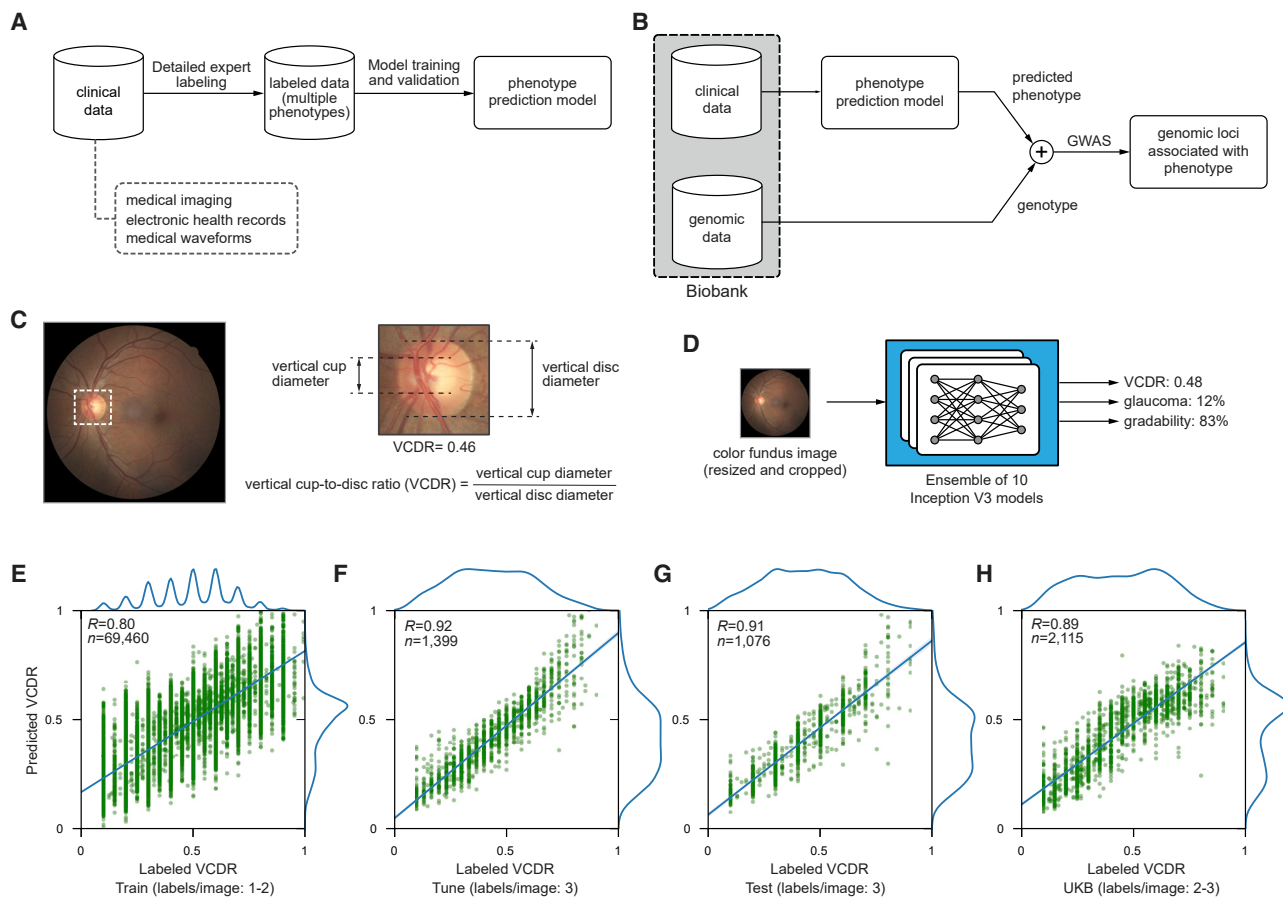 A
clinical
data
Detailed expert
labeling
labeled data
(multiple
phenotypes)
Model training
and validation
phenotype
prediction model
medical imaging
electronic health records
medical waveforms
B
clinical
data
phenotype
prediction model
predicted
phenotype
genomic
data
genotype
+
GWAS
genomic loci
associated with
phenotype
Biobank
C
vertical cup
diameter
vertical disc
diameter
VCDR= 0.46
vertical cup-to-disc ratio (VCDR) = vertical cup diameter
vertical disc diameter
D
color fundus image
(resized and cropped)
Ensemble of 10
Inception V3 models
VCDR: 0.48
glaucoma: 12%
gradability: 83%
E
R=0.80
n=69,460
Predicted VCDR
1
0.5
0
0
0.5
1
Labeled VCDR
Train (labels/image: 1-2)
F
R=0.92
n=1,399
1
0.5
0
0
0.5
1
Labeled VCDR
Tune (labels/image: 3)
G
R=0.91
n=1,076
1
0.5
0
0
0.5
1
Labeled VCDR
Test (labels/image: 3)
H
R=0.89
n=2,115
1
0.5
0
0
0.5
1
Labeled VCDR
UKB (labels/image: 2-3)